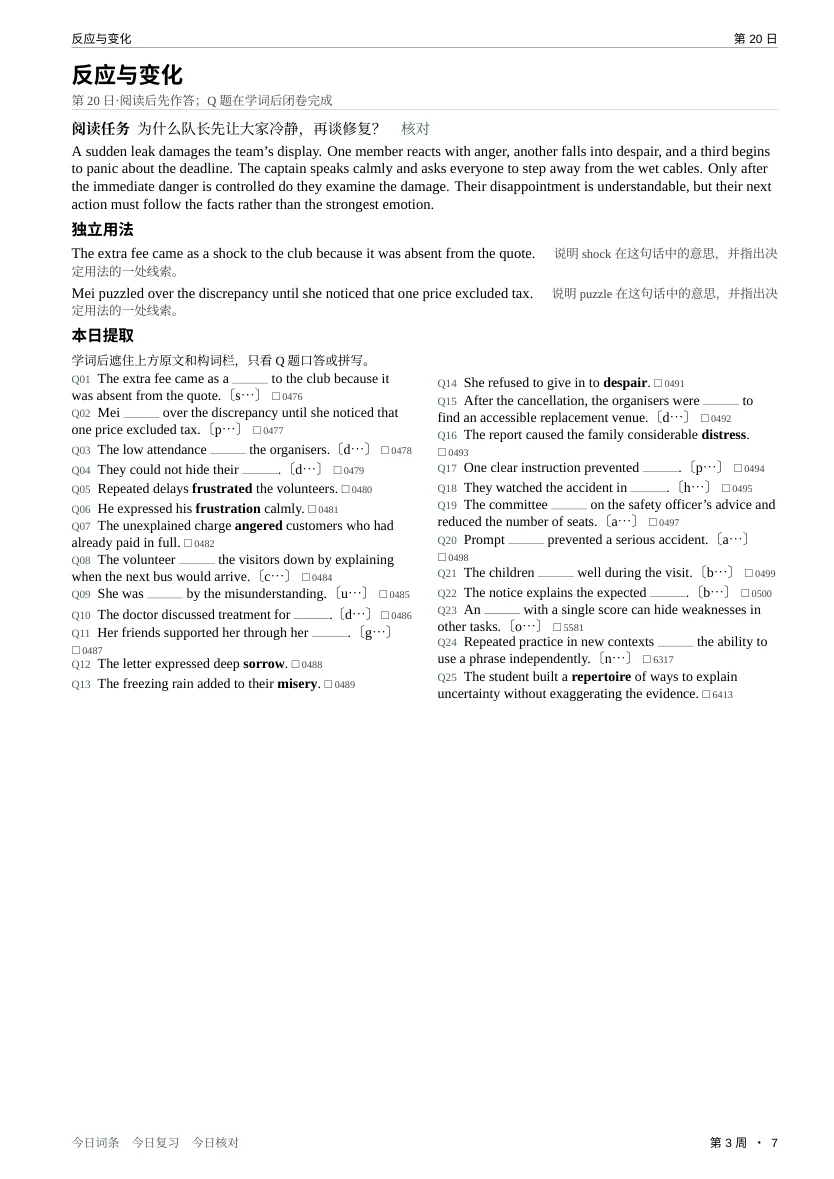 反应与变化 第 20 日
反应与变化
第 20 日·阅读后先作答；Q 题在学词后闭卷完成
阅读任务 为什么队长先让大家冷静，再谈修复？ 核对
A sudden leak damages the team’s display. One member reacts with anger, another falls into despair, and a third begins
to panic about the deadline. The captain speaks calmly and asks everyone to step away from the wet cables. Only after
the immediate danger is controlled do they examine the damage. Their disappointment is understandable, but their next
action must follow the facts rather than the strongest emotion.
独立用法
The extra fee came as a shock to the club because it was absent from the quote. 说明 shock 在这句话中的意思，并指出决
定用法的一处线索。
Mei puzzled over the discrepancy until she noticed that one price excluded tax. 说明 puzzle 在这句话中的意思，并指出决
定用法的一处线索。
本日提取
学词后遮住上方原文和构词栏，只看 Q 题口答或拼写。
Q01 The extra fee came as a _____ to the club because it
was absent from the quote.〔s···〕 □ 0476
Q02 Mei _____ over the discrepancy until she noticed that
one price excluded tax.〔p···〕 □ 0477
Q03 The low attendance _____ the organisers.〔d···〕 □ 0478
Q04 They could not hide their _____.〔d···〕 □ 0479
Q05 Repeated delays frustrated the volunteers. □ 0480
Q06 He expressed his frustration calmly. □ 0481
Q07 The unexplained charge angered customers who had
already paid in full. □ 0482
Q08 The volunteer _____ the visitors down by explaining
when the next bus would arrive.〔c···〕 □ 0484
Q09 She was _____ by the misunderstanding.〔u···〕 □ 0485
Q10 The doctor discussed treatment for _____.〔d···〕 □ 0486
Q11 Her friends supported her through her _____.〔g···〕
□ 0487
Q12 The letter expressed deep sorrow. □ 0488
Q13 The freezing rain added to their misery. □ 0489
Q14 She refused to give in to despair. □ 0491
Q15 After the cancellation, the organisers were _____ to
find an accessible replacement venue.〔d···〕 □ 0492
Q16 The report caused the family considerable distress.
□ 0493
Q17 One clear instruction prevented _____.〔p···〕 □ 0494
Q18 They watched the accident in _____.〔h···〕 □ 0495
Q19 The committee _____ on the safety officer’s advice and
reduced the number of seats.〔a···〕 □ 0497
Q20 Prompt _____ prevented a serious accident.〔a···〕
□ 0498
Q21 The children _____ well during the visit.〔b···〕 □ 0499
Q22 The notice explains the expected _____.〔b···〕 □ 0500
Q23 An _____ with a single score can hide weaknesses in
other tasks.〔o···〕 □ 5581
Q24 Repeated practice in new contexts _____ the ability to
use a phrase independently.〔n···〕 □ 6317
Q25 The student built a repertoire of ways to explain
uncertainty without exaggerating the evidence. □ 6413
今日词条 今日复习 今日核对 第 3 周 · 7